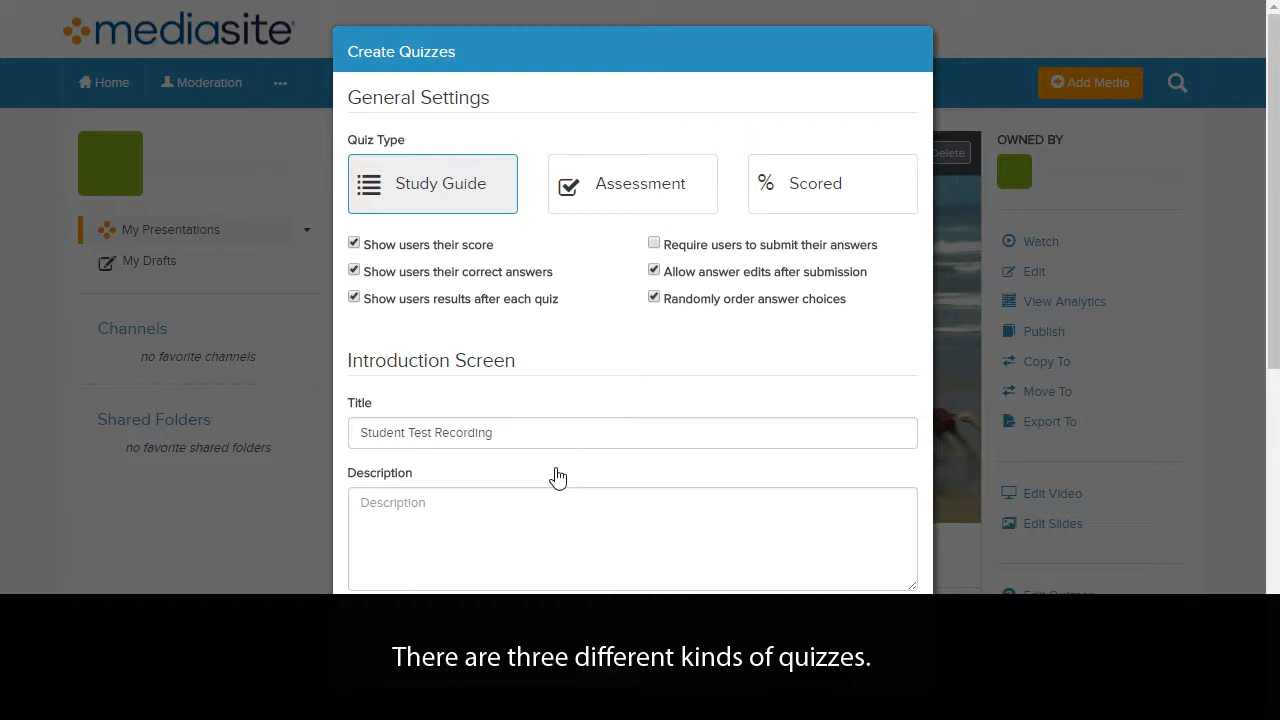 mediasite
Create Quizzes
Home
Moderation
...
Add Media
General Settings
Quiz Type
Study Guide
Assessment
% Scored
Show users their score
Require users to submit their answers
Show users their correct answers
Allow answer edits after submission
Show users results after each quiz
Randomly order answer choices
Introduction Screen
Title
Student Test Recording
Description
Description
My Presentations
My Drafts
Channels
no favorite channels
Shared Folders
no favorite shared folders
Delete
OWNED BY
Watch
Edit
View Analytics
Publish
Copy To
Move To
Export To
Edit Video
Edit Slides
Edit Quizzes
There are three different kinds of quizzes.